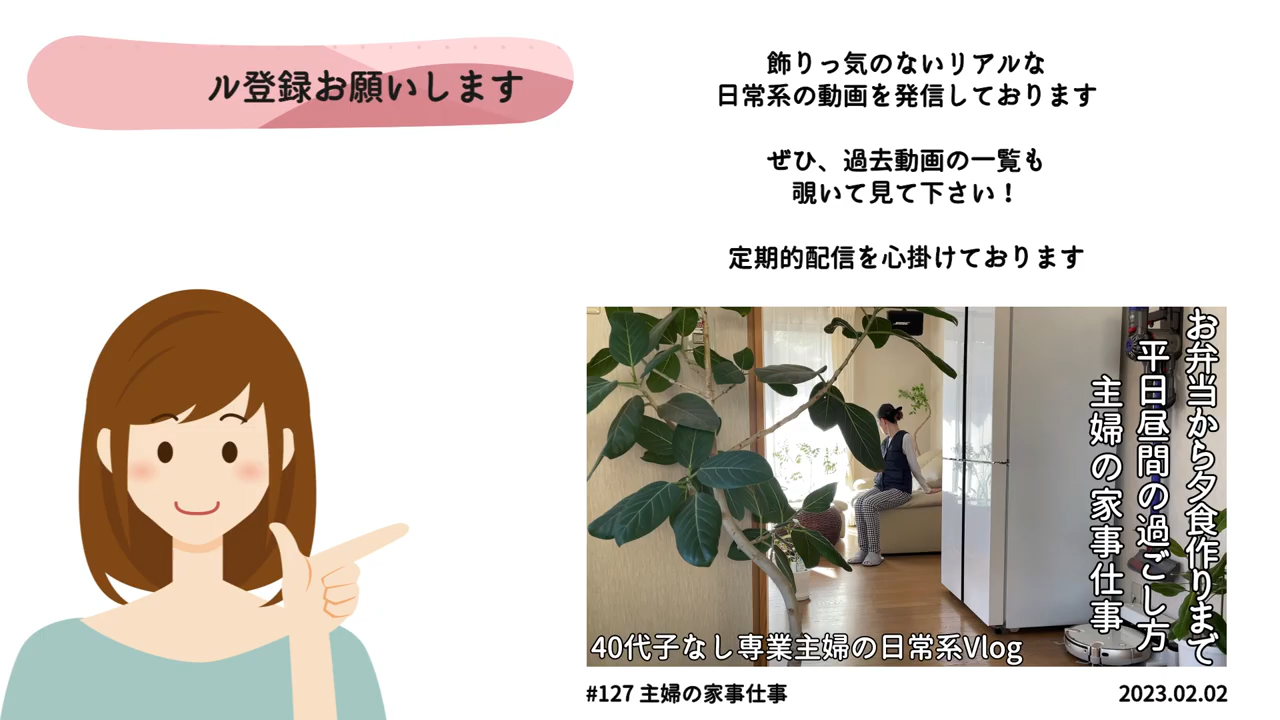 ル登録お願いします
飾りっ気のないリアルな
日常系の動画を発信しております
ぜひ、過去動画の一覧も
覗いて見て下さい！
定期的配信を心掛けております
お弁当から夕食作りまで
平日昼間の過ごし方
主婦の家事仕事
40代子なし専業主婦の日常系Vlog
#127 主婦の家事仕事
2023.02.02